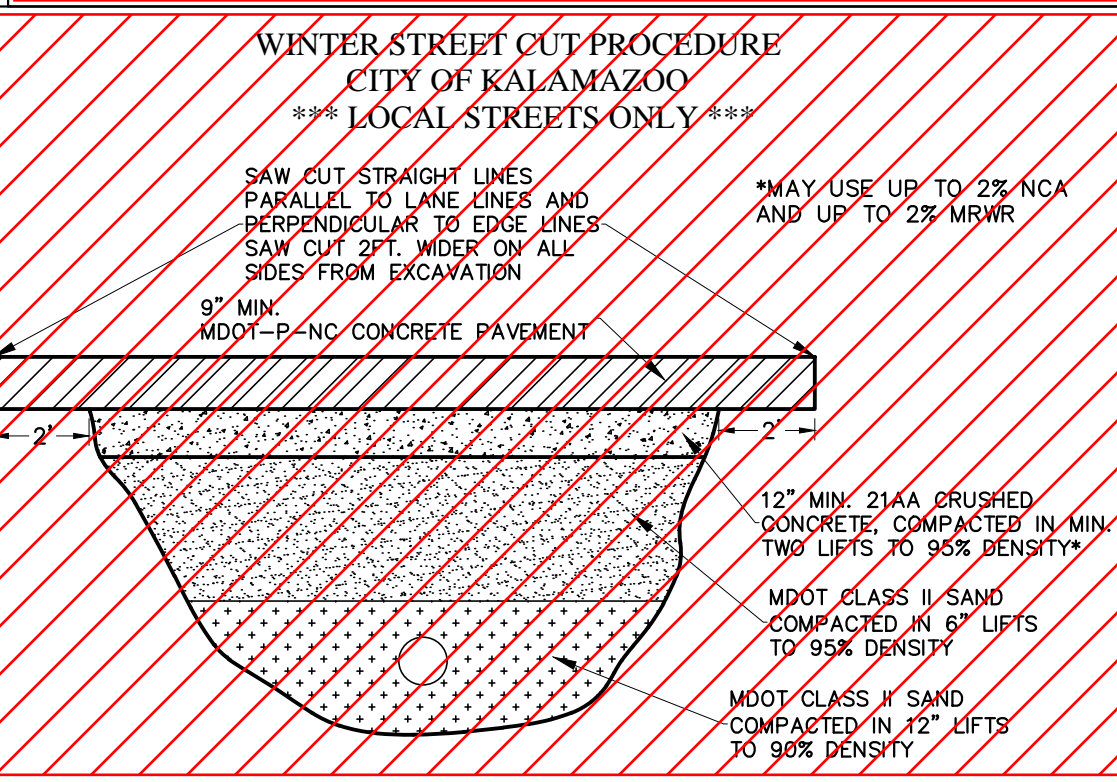 WINTER STREET CUT PROCEDURE
CITY OF KALAMAZOO
*** LOCAL STREETS ONLY ***
SAW CUT STRAIGHT LINES
PARALLEL TO LANE LINES AND
PERPENDICULAR TO EDGE LINES
SAW CUT 2FT. WIDER ON ALL
SIDES FROM EXCAVATION
*MAY USE UP TO 2% NCA
AND UP TO 2% MRWR
9" MIN.
MDOT-P-NC CONCRETE PAVEMENT
2'
2'
12" MIN. 21AA CRUSHED
CONCRETE, COMPACTED IN MIN.
TWO LIFTS TO 95% DENSITY*
MDOT CLASS II SAND
COMPACTED IN 6" LIFTS
TO 95% DENSITY
MDOT CLASS II SAND
COMPACTED IN 12" LIFTS
TO 90% DENSITY